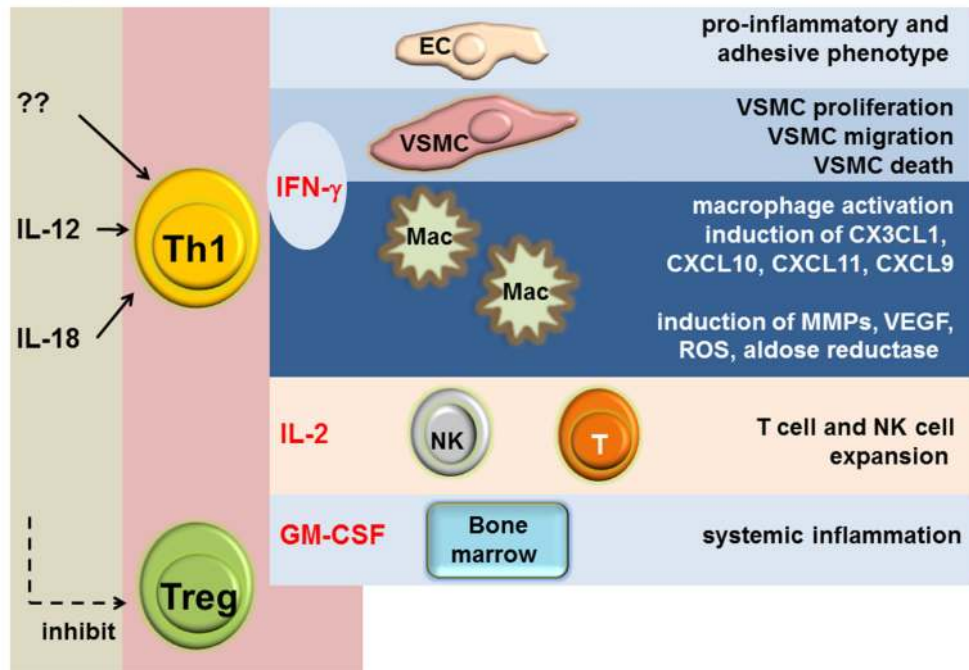 ??
IL-12
IL-18
Th1
Treg
inhibit
IFN-γ
EC
pro-inflammatory and
adhesive phenotype
VSMC
VSMC proliferation
VSMC migration
VSMC death
Mac
Mac
macrophage activation
induction of CX3CL1,
CXCL10, CXCL11, CXCL9
induction of MMPs, VEGF,
ROS, aldose reductase
IL-2
NK
T
T cell and NK cell
expansion
GM-CSF
Bone
marrow
systemic inflammation